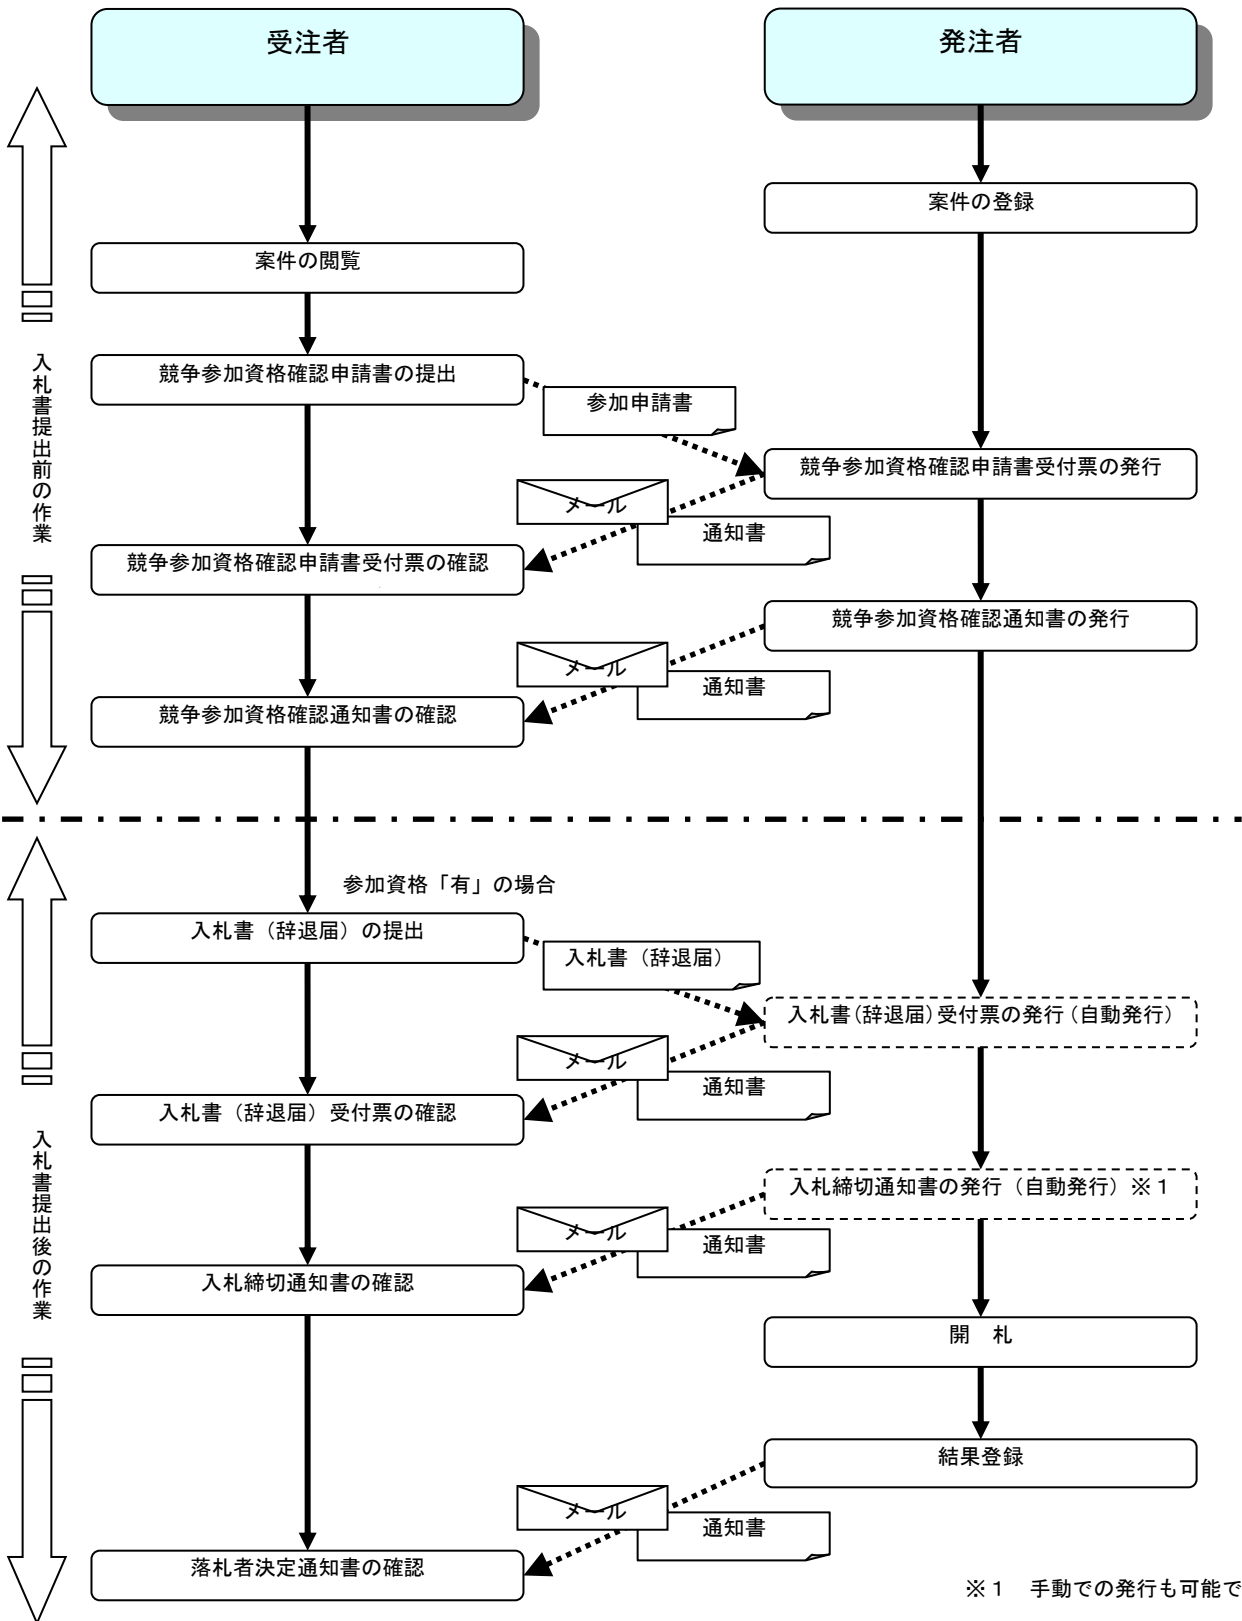 受注者
発注者
案件の登録
案件の閲覧
競争参加資格確認申請書の提出
参加申請書
競争参加資格確認申請書受付票の発行
メール
通知書
競争参加資格確認申請書受付票の確認
競争参加資格確認通知書の発行
メール
通知書
競争参加資格確認通知書の確認
入札書提出前の作業
参加資格「有」の場合
入札書（辞退届）の提出
入札書（辞退届）
入札書（辞退届）受付票の発行（自動発行）
メール
通知書
入札書（辞退届）受付票の確認
入札締切通知書の発行（自動発行）※１
メール
通知書
入札締切通知書の確認
開　札
結果登録
メール
通知書
落札者決定通知書の確認
入札書提出後の作業
※１　手動での発行も可能で